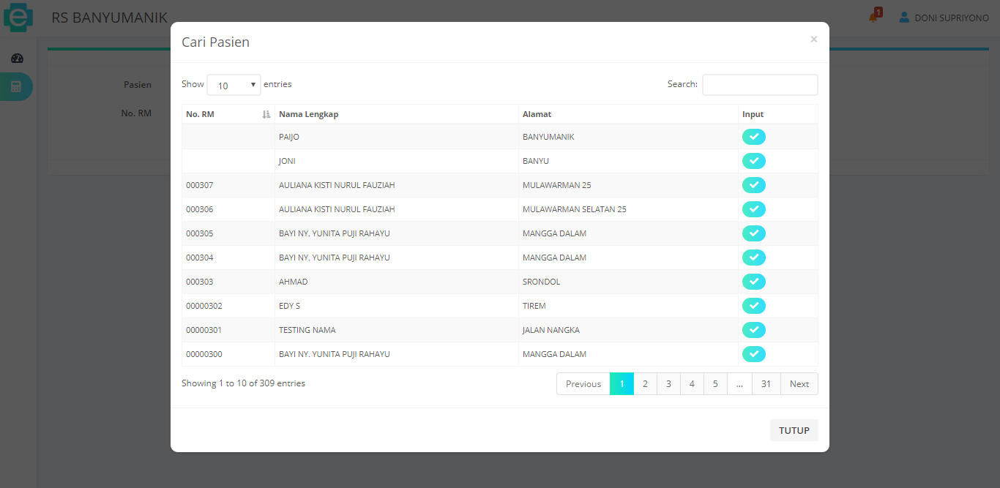 RS BANYUMANIK
1
DONI SUPRIYONO
Pasien
No. RM
Cari Pasien
×
Show 10 entries
Search:
No. RM Nama Lengkap Alamat Input
PAIJO BANYUMANIK
JONI BANYU
000307 AULIANA KISTI NURUL FAUZIAH MULAWARMAN 25
000306 AULIANA KISTI NURUL FAUZIAH MULAWARMAN SELATAN 25
000305 BAYI NY. YUNITA PUJI RAHAYU MANGGA DALAM
000304 BAYI NY. YUNITA PUJI RAHAYU MANGGA DALAM
000303 AHMAD SRONDOL
00000302 EDY S TIREM
00000301 TESTING NAMA JALAN NANGKA
00000300 BAYI NY. YUNITA PUJI RAHAYU MANGGA DALAM
Showing 1 to 10 of 309 entries
Previous 1 2 3 4 5 ... 31 Next
TUTUP